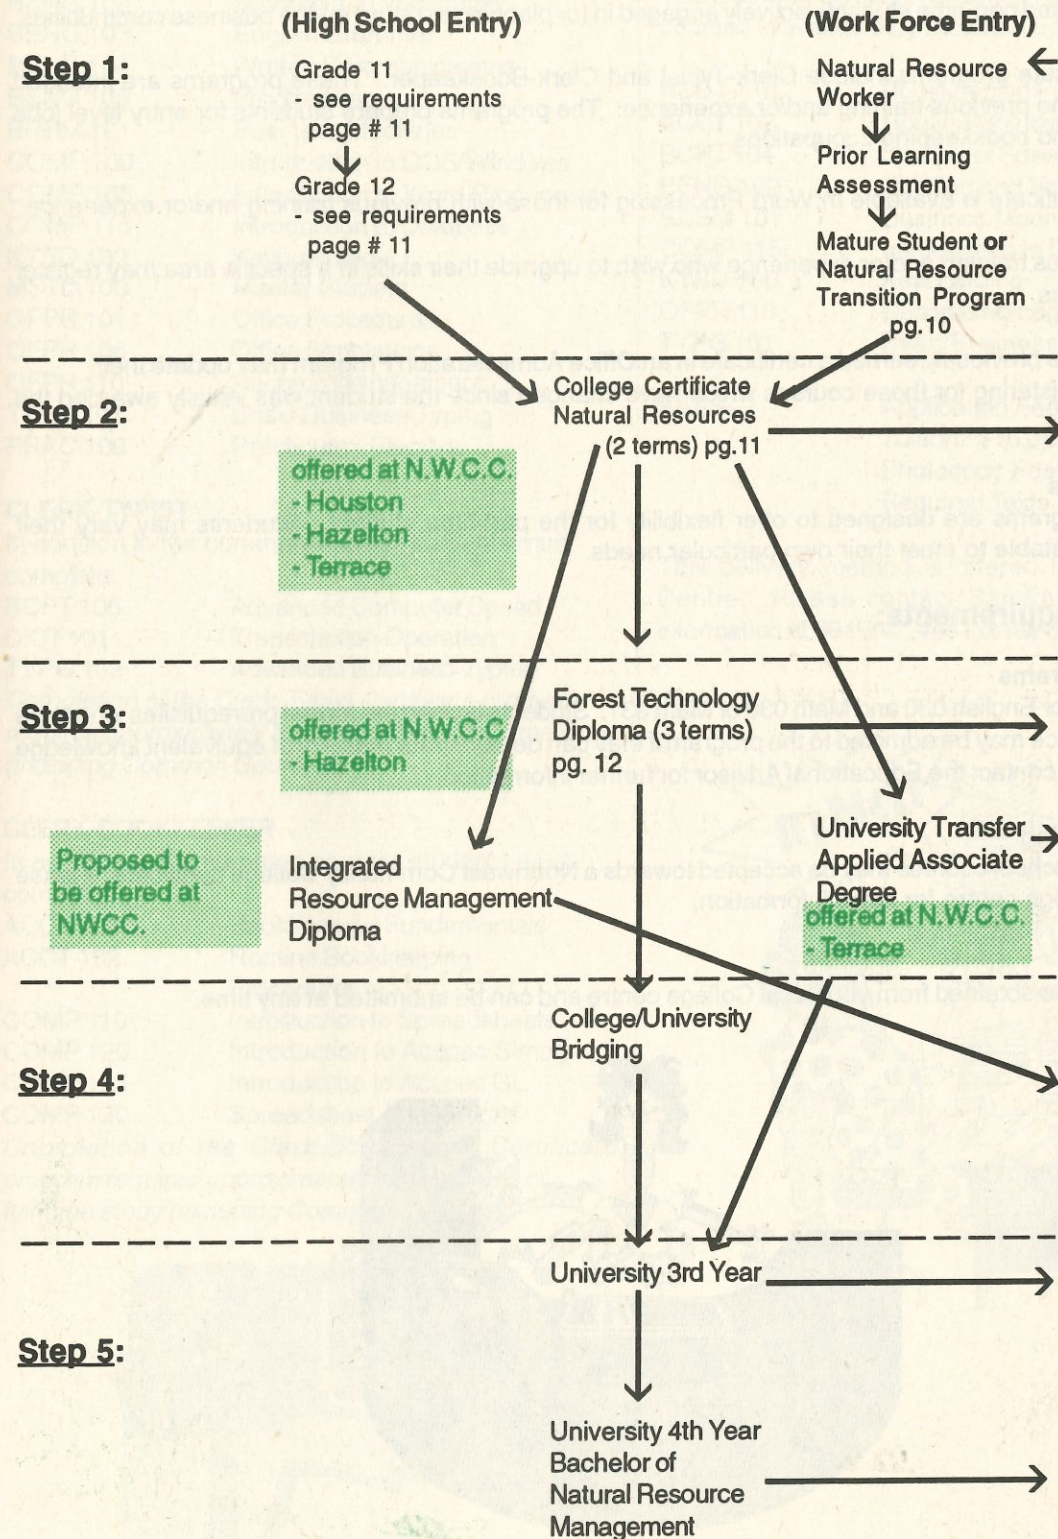 (High School Entry)
(Work Force Entry)
Step 1:
Grade 11
- see requirements
page # 11
Grade 12
- see requirements
page # 11
Natural Resource
Worker
Prior Learning
Assessment
Mature Student or
Natural Resource
Transition Program
pg.10
Step 2:
College Certificate
Natural Resources
(2 terms) pg.11
offered at N.W.C.C.
- Houston
- Hazelton
- Terrace
Step 3:
offered at N.W.C.C
- Hazelton
Forest Technology
Diploma (3 terms)
pg. 12
Proposed to
be offered at
NWCC.
Integrated
Resource Management
Diploma
University Transfer
Applied Associate
Degree
offered at N.W.C.C.
- Terrace
Step 4:
College/University
Bridging
Step 5:
University 3rd Year
University 4th Year
Bachelor of
Natural Resource
Management